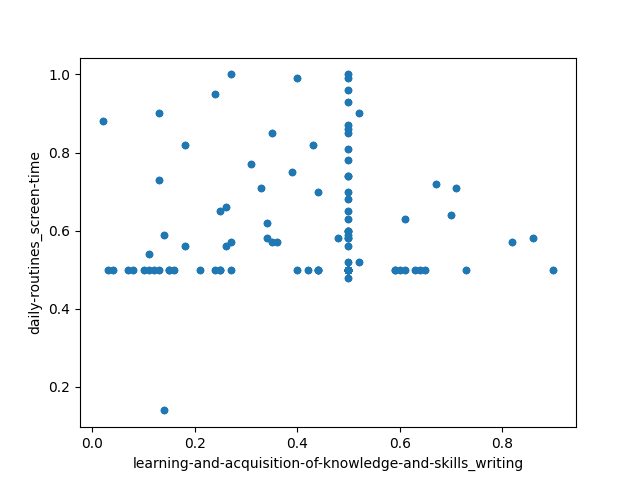 1.0
0.8
0.6
0.4
0.2
daily-routines_screen-time
0.0 0.2 0.4 0.6 0.8
learning-and-acquisition-of-knowledge-and-skills_writing